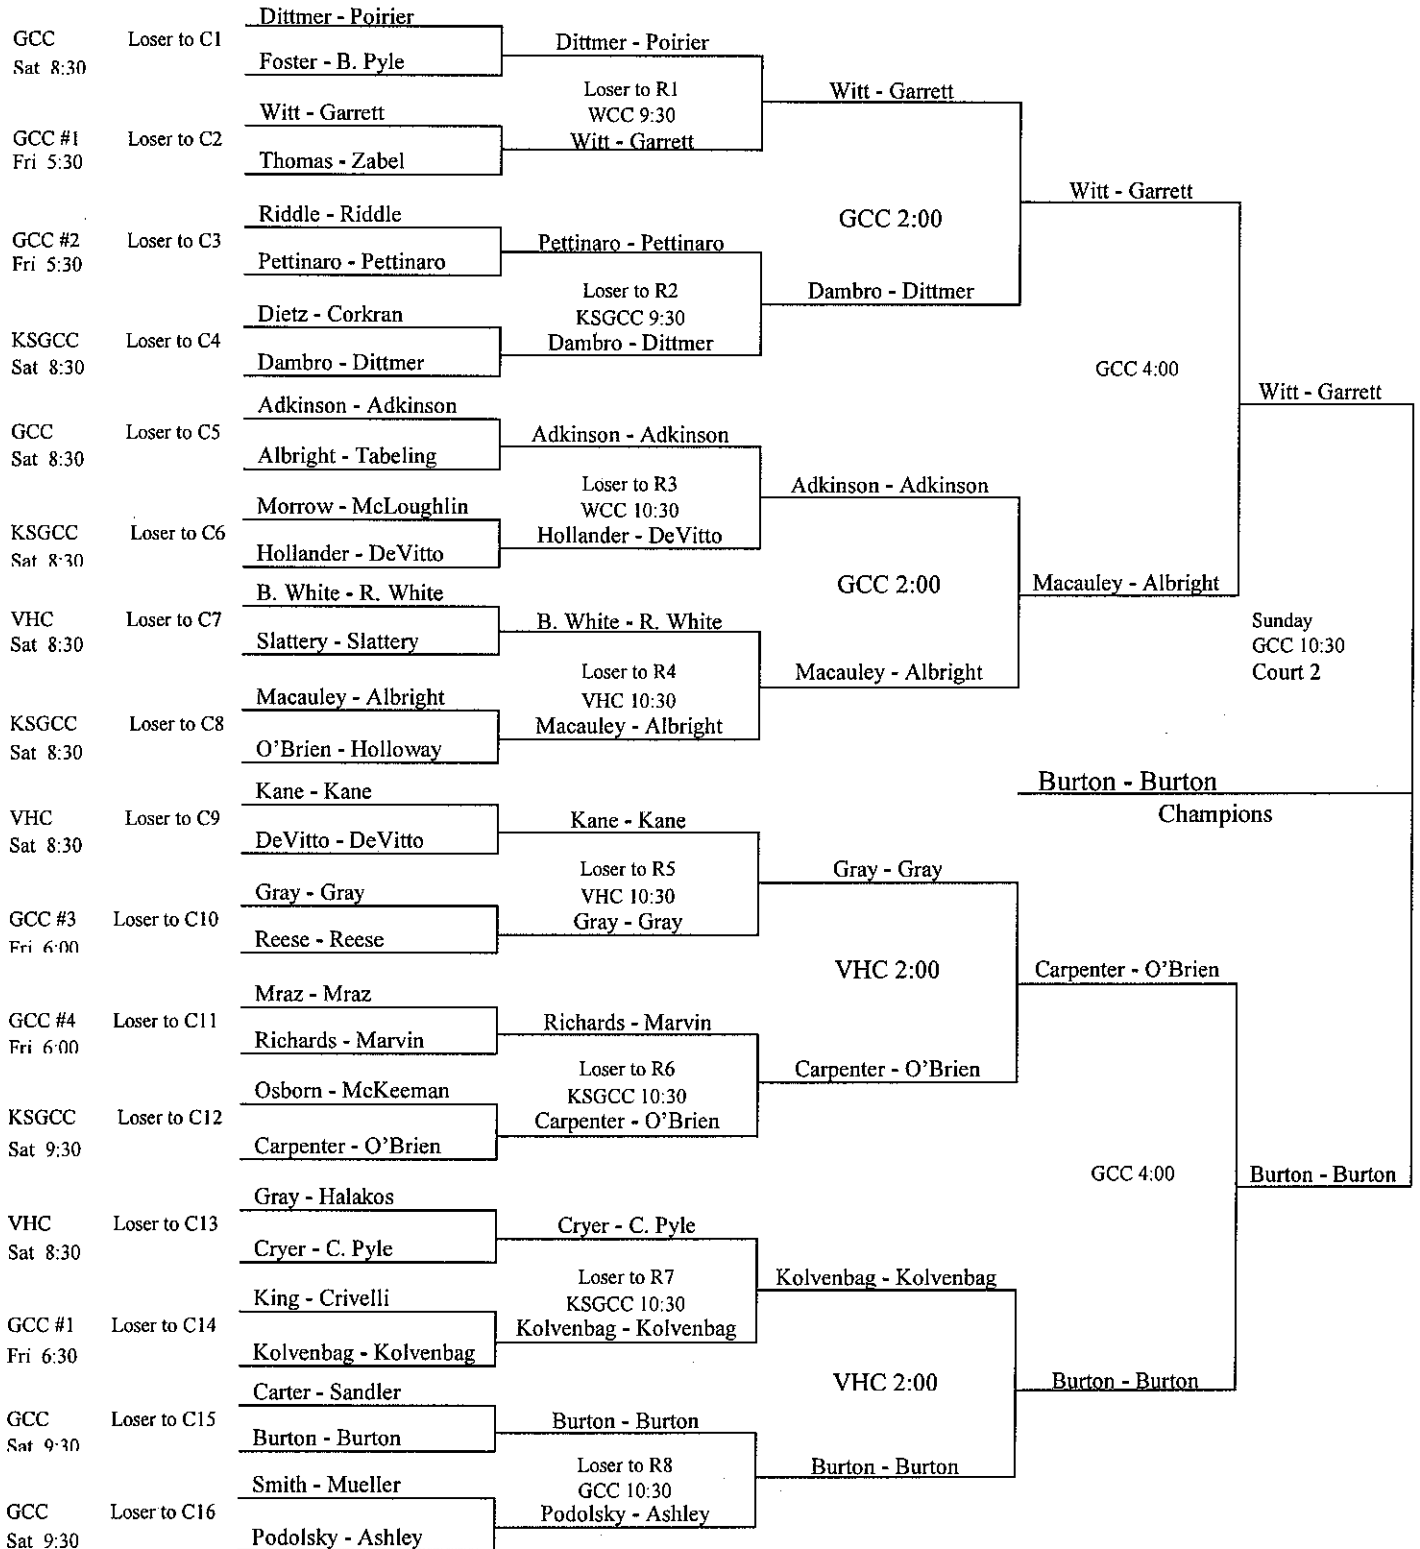 Dittmer - Poirier
GCC Loser to C1
Sat 8:30
Foster - B. Pyle
Dittmer - Poirier
Loser to R1
WCC 9:30
Witt - Garrett
Witt - Garrett
GCC #1 Loser to C2
Fri 5:30
Thomas - Zabel
Witt - Garrett
Witt - Garrett
Riddle - Riddle
GCC #2 Loser to C3
Fri 5:30
Pettinaro - Pettinaro
Pettinaro - Pettinaro
GCC 2:00
Loser to R2
KSGCC 9:30
Dambro - Dittmer
Dietz - Corkran
KSGCC Loser to C4
Sat 8:30
Dambro - Dittmer
Dambro - Dittmer
GCC 4:00
Witt - Garrett
Adkinson - Adkinson
GCC Loser to C5
Sat 8:30
Albright - Tabeling
Adkinson - Adkinson
Loser to R3
WCC 10:30
Adkinson - Adkinson
Morrow - McLoughlin
KSGCC Loser to C6
Sat 8:30
Hollander - DeVitto
Hollander - DeVitto
GCC 2:00
Macauley - Albright
B. White - R. White
VHC Loser to C7
Sat 8:30
Slattery - Slattery
B. White - R. White
Sunday
GCC 10:30
Court 2
Loser to R4
VHC 10:30
Macauley - Albright
Macauley - Albright
KSGCC Loser to C8
Sat 8:30
O'Brien - Holloway
Macauley - Albright
Burton - Burton
Champions
Kane - Kane
VHC Loser to C9
Sat 8:30
DeVitto - DeVitto
Kane - Kane
Loser to R5
VHC 10:30
Gray - Gray
Gray - Gray
GCC #3 Loser to C10
Fri 6:00
Reese - Reese
Gray - Gray
VHC 2:00
Carpenter - O'Brien
Mraz - Mraz
GCC #4 Loser to C11
Fri 6:00
Richards - Marvin
Richards - Marvin
Loser to R6
KSGCC 10:30
Carpenter - O'Brien
Osborn - McKeeman
KSGCC Loser to C12
Sat 9:30
Carpenter - O'Brien
Carpenter - O'Brien
GCC 4:00
Burton - Burton
Gray - Halakos
VHC Loser to C13
Sat 8:30
Cryer - C. Pyle
Cryer - C. Pyle
Loser to R7
KSGCC 10:30
Kolvenbag - Kolvenbag
King - Crivelli
GCC #1 Loser to C14
Fri 6:30
Kolvenbag - Kolvenbag
Kolvenbag - Kolvenbag
VHC 2:00
Burton - Burton
Carter - Sandler
GCC Loser to C15
Sat 9:30
Burton - Burton
Burton - Burton
Loser to R8
GCC 10:30
Burton - Burton
Smith - Mueller
GCC Loser to C16
Sat 9:30
Podolsky - Ashley
Podolsky - Ashley